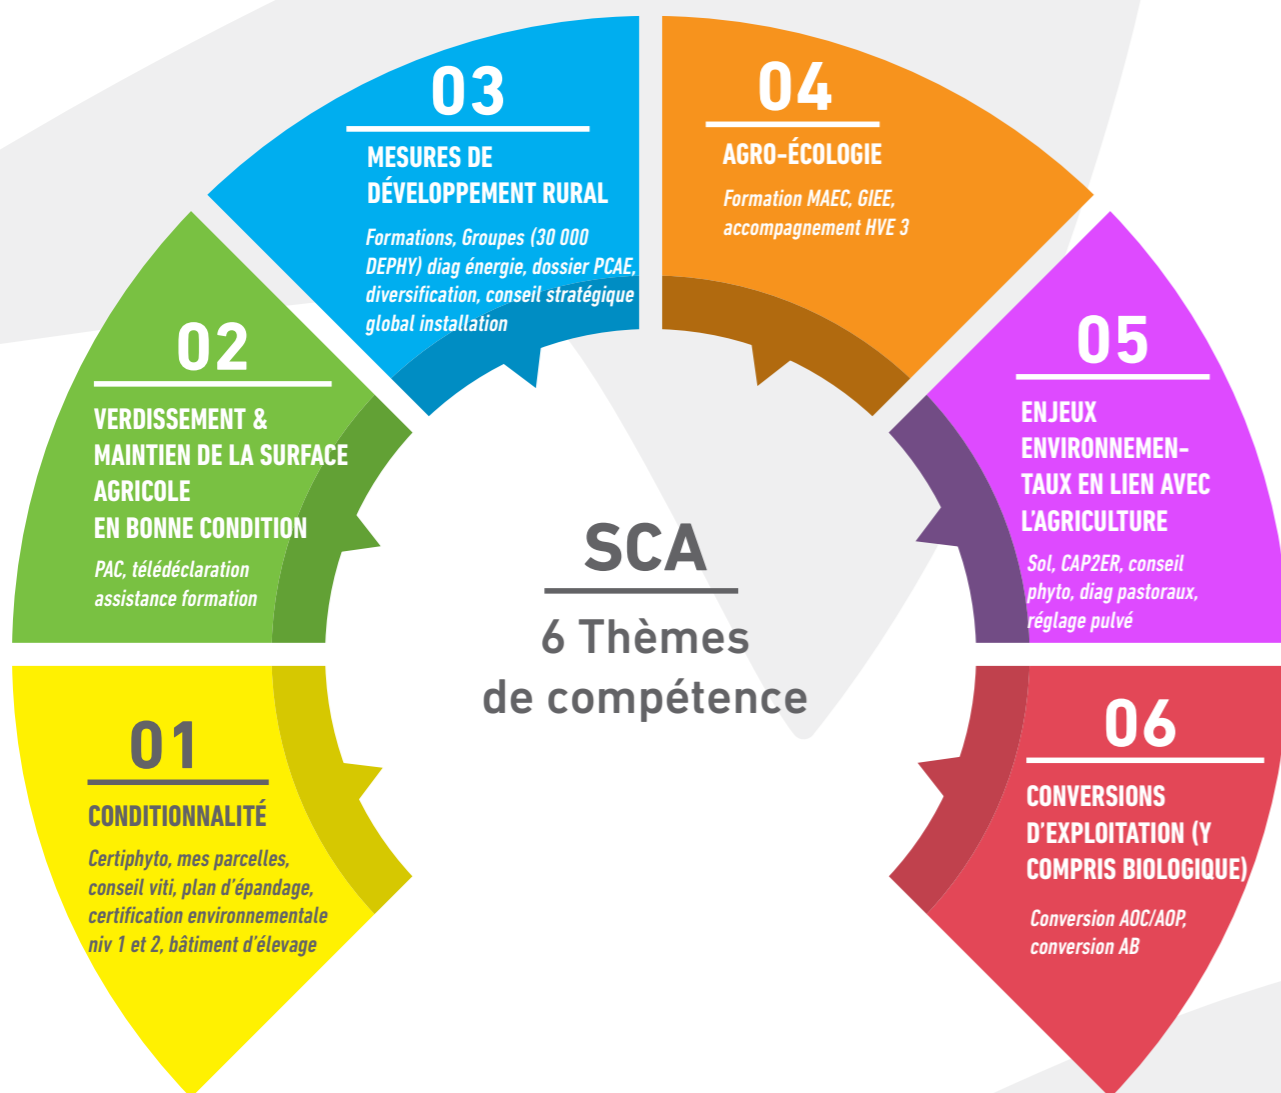 03
MESURES DE
DÉVELOPPEMENT RURAL
Formations, Groupes (30 000
DEPHY) diag énergie, dossier PCAE,
diversification, conseil stratégique
global installation
04
AGRO-ÉCOLOGIE
Formation MAEC, GIEE,
accompagnement HVE 3
02
VERDISSEMENT &
MAINTIEN DE LA SURFACE
AGRICOLE
EN BONNE CONDITION
PAC, télédéclaration
assistance formation
05
ENJEUX
ENVIRONNEMEN-
TAUX EN LIEN AVEC
L'AGRICULTURE
Sol, CAP2ER, conseil
phyto, diag pastoraux,
réglage pulvé
SCA
6 Thèmes
de compétence
01
CONDITIONNALITÉ
Certiphyto, mes parcelles,
conseil viti, plan d'épandage,
certification environnementale
niv 1 et 2, bâtiment d'élevage
06
CONVERSIONS
D'EXPLOITATION (Y
COMPRIS BIOLOGIQUE)
Conversion AOC/AOP,
conversion AB